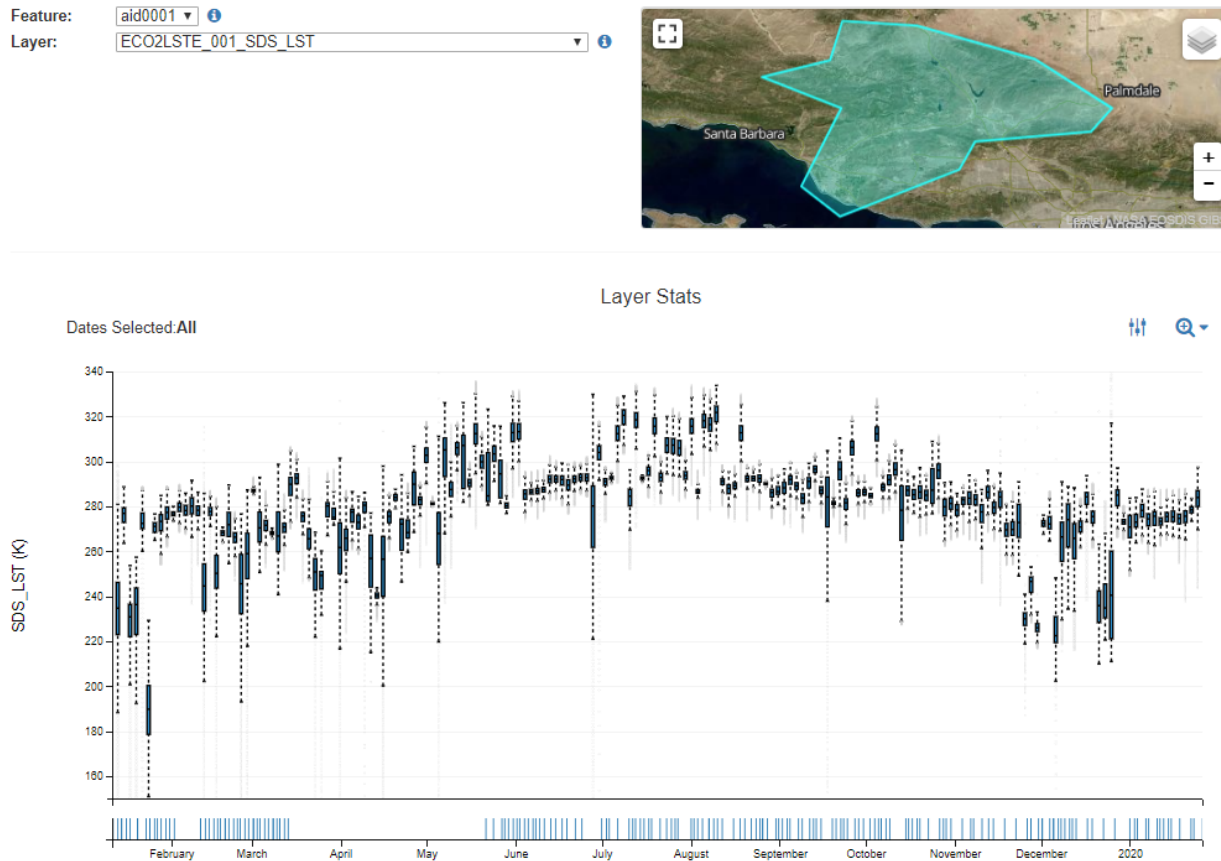 Feature: aid0001
Layer: ECO2LSTE_001_SDS_LST
Palmdale
Santa Barbara
+
−
Layer Stats
Dates Selected:All
SDS_LST (K)
340
320
300
280
260
240
220
200
180
160
February March April May June July August September October November December 2020